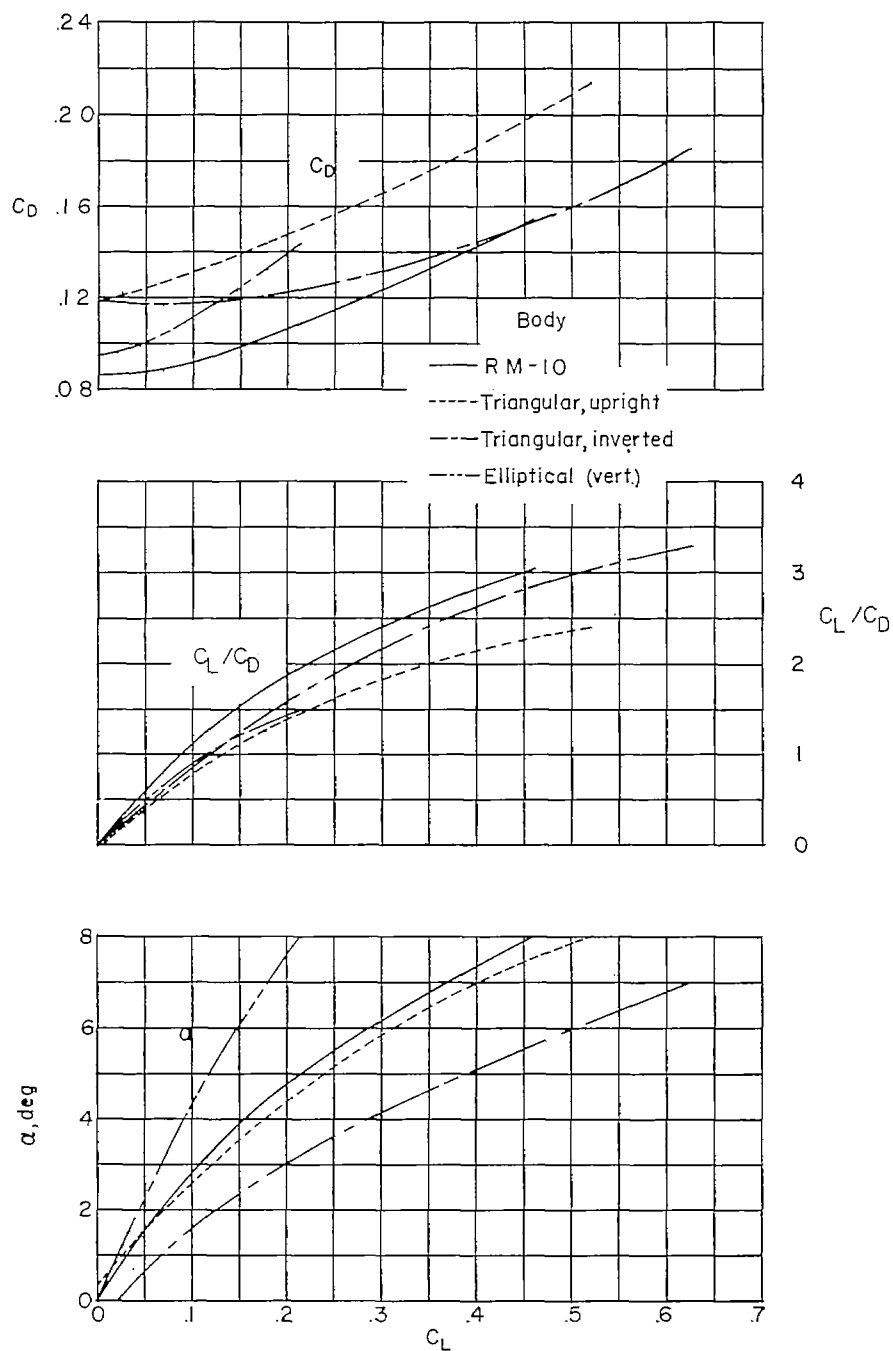 .24
.20
C_D
C_D .16
.12
Body
RM-10
.08
Triangular, upright
Triangular, inverted
Elliptical (vert.)
4
3
C_L/C_D
C_L/C_D
2
1
0
8
α
6
α, deg
4
2
0
0 .1 .2 .3 .4 .5 .6 .7
C_L